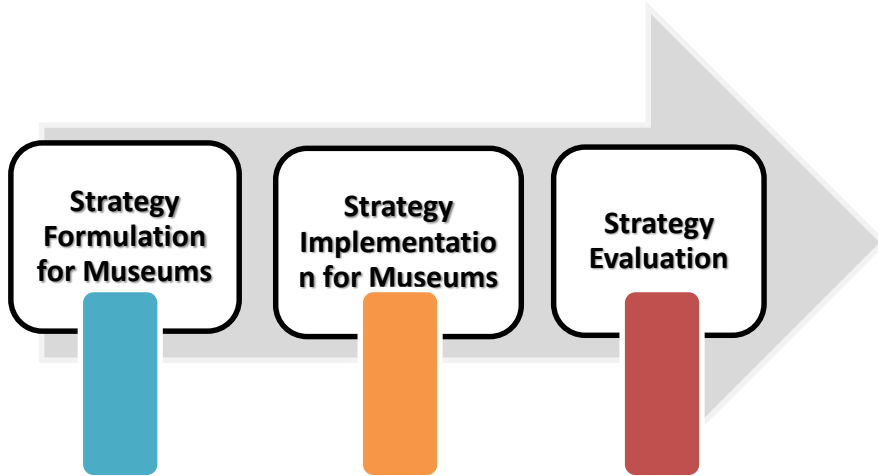 Strategy
Formulation
for Museums
Strategy
Implementatio
n for Museums
Strategy
Evaluation